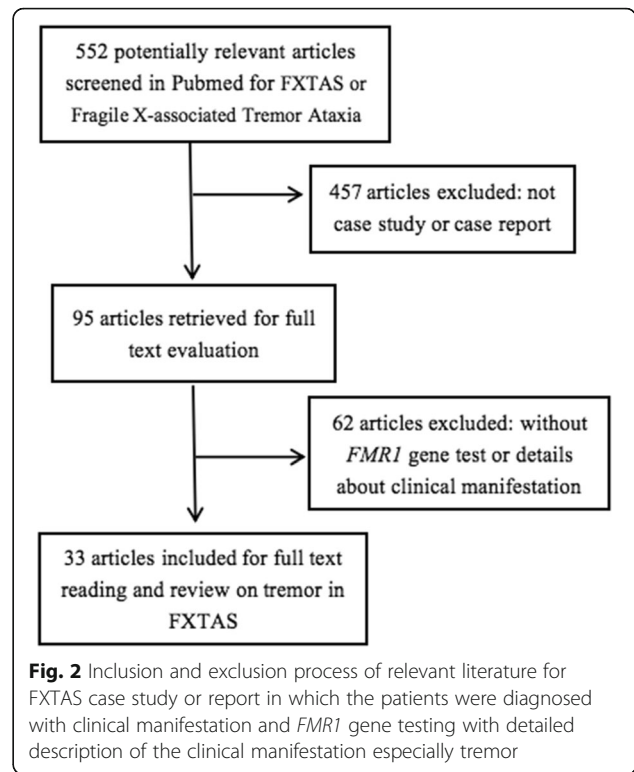 552 potentially relevant articles
screened in Pubmed for FXTAS or
Fragile X-associated Tremor Ataxia
457 articles excluded: not
case study or case report
95 articles retrieved for full
text evaluation
62 articles excluded: without
FMR1 gene test or details
about clinical manifestation
33 articles included for full text
reading and review on tremor in
FXTAS
Fig. 2 Inclusion and exclusion process of relevant literature for
FXTAS case study or report in which the patients were diagnosed
with clinical manifestation and FMR1 gene testing with detailed
description of the clinical manifestation especially tremor